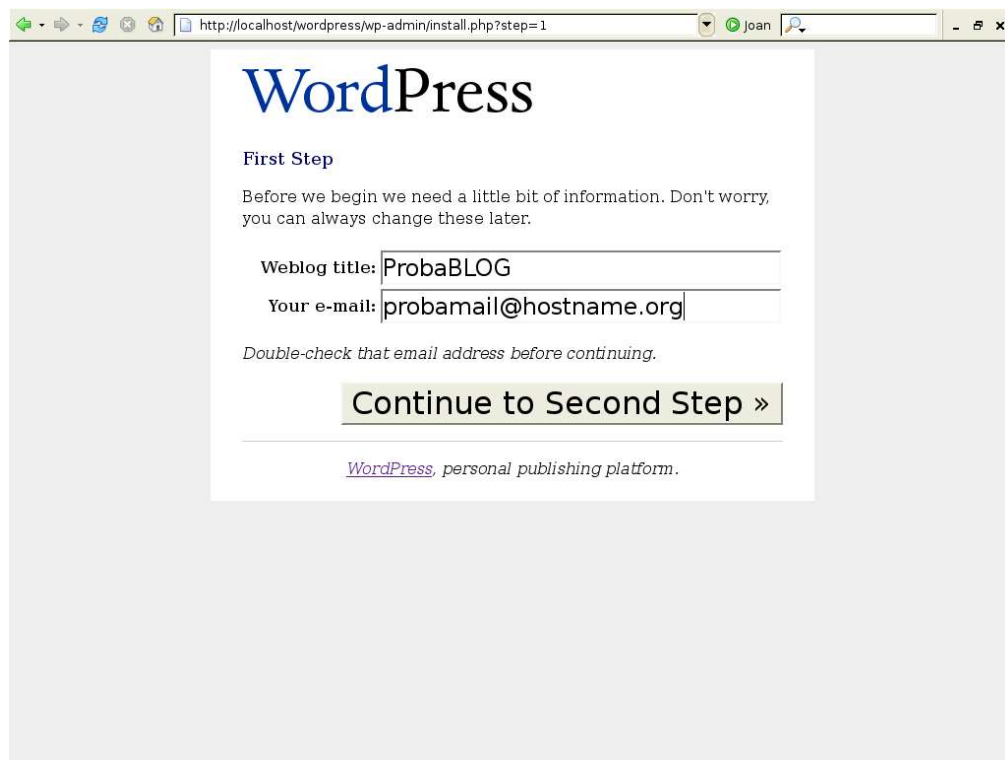 http://localhost/wordpress/wp-admin/install.php?step=1 Joan
WordPress
First Step
Before we begin we need a little bit of information. Don't worry,
you can always change these later.
Weblog title: ProbaBLOG
Your e-mail: probamail@hostname.org
Double-check that email address before continuing.
Continue to Second Step »
WordPress, personal publishing platform.